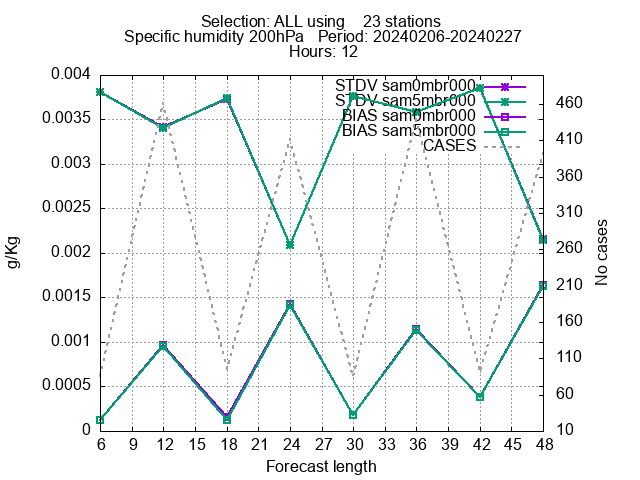 Selection: ALL using    23 stations
Specific humidity 200hPa   Period: 20240206-20240227
Hours: 12
STDV sam0mbr000
STDV sam5mbr000
BIAS sam0mbr000
BIAS sam5mbr000
CASES
0.004
0.0035
0.003
0.0025
0.002
0.0015
0.001
0.0005
0
g/Kg
460
410
360
310
260
210
160
110
60
10
No cases
6 9 12 15 18 21 24 27 30 33 36 39 42 45 48
Forecast length